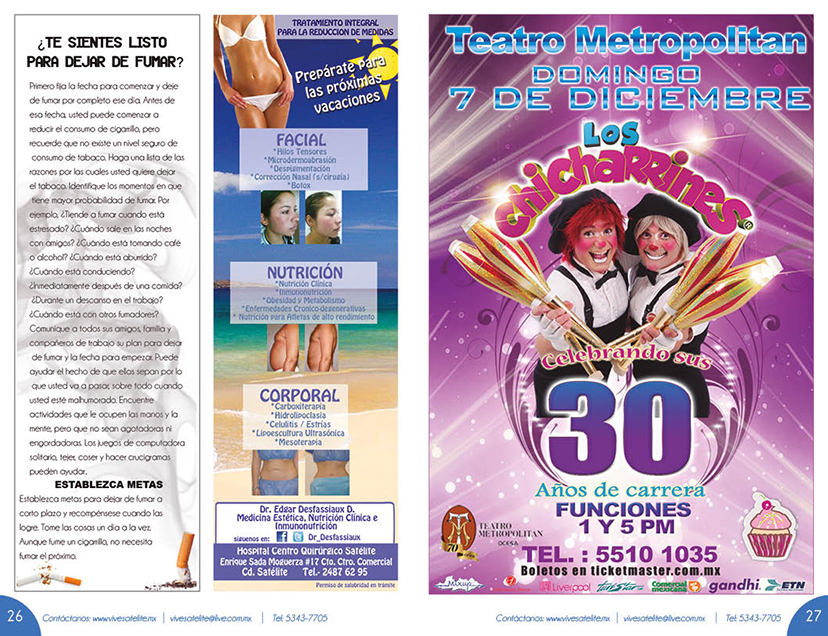 ¿TE SIENTES LISTO
PARA DEJAR DE FUMAR?
Primero fija la fecha para comenzar y deje
de fumar por completo ese día. Antes de
esa fecha, usted puede comenzar a
reducir el consumo de cigarrillo, pero
recuerde que no existe un nivel seguro de
consumo de tabaco. Haga una lista de las
razones por las cuales usted quiere dejar
el tabaco. Identifique los momentos en que
tiene mayor probabilidad de fumar. Por
ejemplo, ¿Tiende a fumar cuando está
estresado? ¿Cuándo sale en las noches
con amigos? ¿Cuándo está tomando café
o alcohol? ¿Cuándo está aburrido?
¿Cuándo está conduciendo?
¿Inmediatamente después de una comida?
¿Durante un descanso en el trabajo?
¿Cuándo está con otros fumadores?
Comunique a todos sus amigos, familia y
compañeros de trabajo su plan para dejar
de fumar y la fecha para empezar. Puede
ayudar el hecho de que ellos sepan por lo
que usted va a pasar, sobre todo cuando
usted esté malhumorado. Encuentre
actividades que le ocupen las manos y la
mente, pero que no sean agotadoras ni
engordadoras. Los juegos de computadora
solitario, tejer, coser y hacer crucigramas
pueden ayudar.
ESTABLEZCA METAS
Establezca metas para dejar de fumar a
corto plazo y recompénsese cuando las
logre. Tome las cosas un día a la vez.
Aunque fume un cigarrillo, no necesita
fumar el próximo.
TRATAMIENTO INTEGRAL
PARA LA REDUCCION DE MEDIDAS
Prepárate para
las próximas
vacaciones
FACIAL
*Hilos Tensores
*Microdermoabrasión
*Despigmentación
*Corrección Nasal (s/cirugía)
*Botox
NUTRICIÓN
*Nutrición Clínica
*Inmunonutrición
*Obesidad y Metabolismo
*Enfermedades Cronico-degenerativas
*Nutrición para Atletas de alto rendimiento
CORPORAL
*Carboxiterapia
*Hidrolipoclasia
*Celulitis / Estrías
*Lipoescultura Ultrasónica
*Mesoterapia
Dr. Edgar Desfassiaux D.
Medicina Estética, Nutrición Clínica e
Inmunonutrición
siguenos en: Dr_Desfassiaux
Hospital Centro Quirúrgico Satélite
Enrique Sada Moguerza #17 Cto. Ctro. Comercial
Cd. Satélite Tel.- 2487 62 95
Permiso de salubridad en trámite
Teatro Metropolitan
DOMINGO
7 DE DICIEMBRE
LOS
chicharrines
Celebrando sus
30
Años de carrera
FUNCIONES
1 Y 5 PM
70
TEATRO
METROPOLITAN
OCESA
TEL. : 5510 1035
Boletos en ticketmaster.com.mx
Mixup
Liverpool
Comercial
Mexicana
gandhi
ETN
26 Contáctanos: www.vivesatelite.mx | vivesatelite@live.com.mx | Tel: 5343-7705
Contáctanos: www.vivesatelite.mx | vivesatelite@live.com.mx | Tel: 5343-7705 27